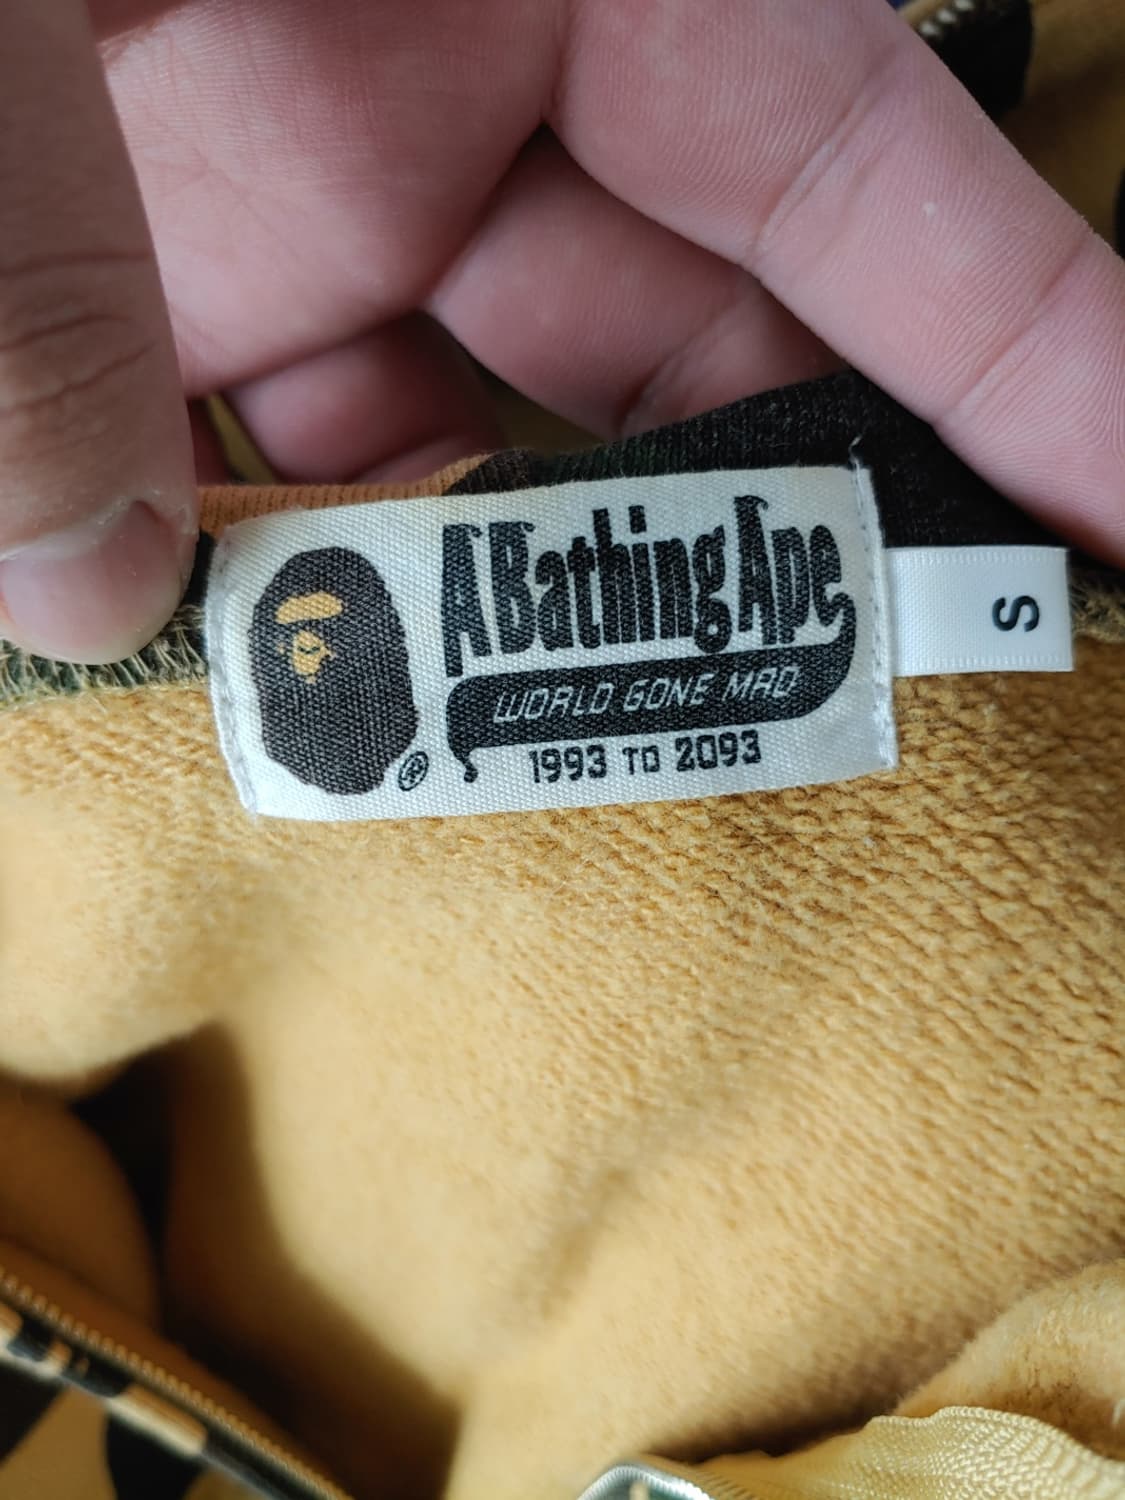 A Bathing Ape
WORLD GONE MAD
1993 TO 2093
®
S